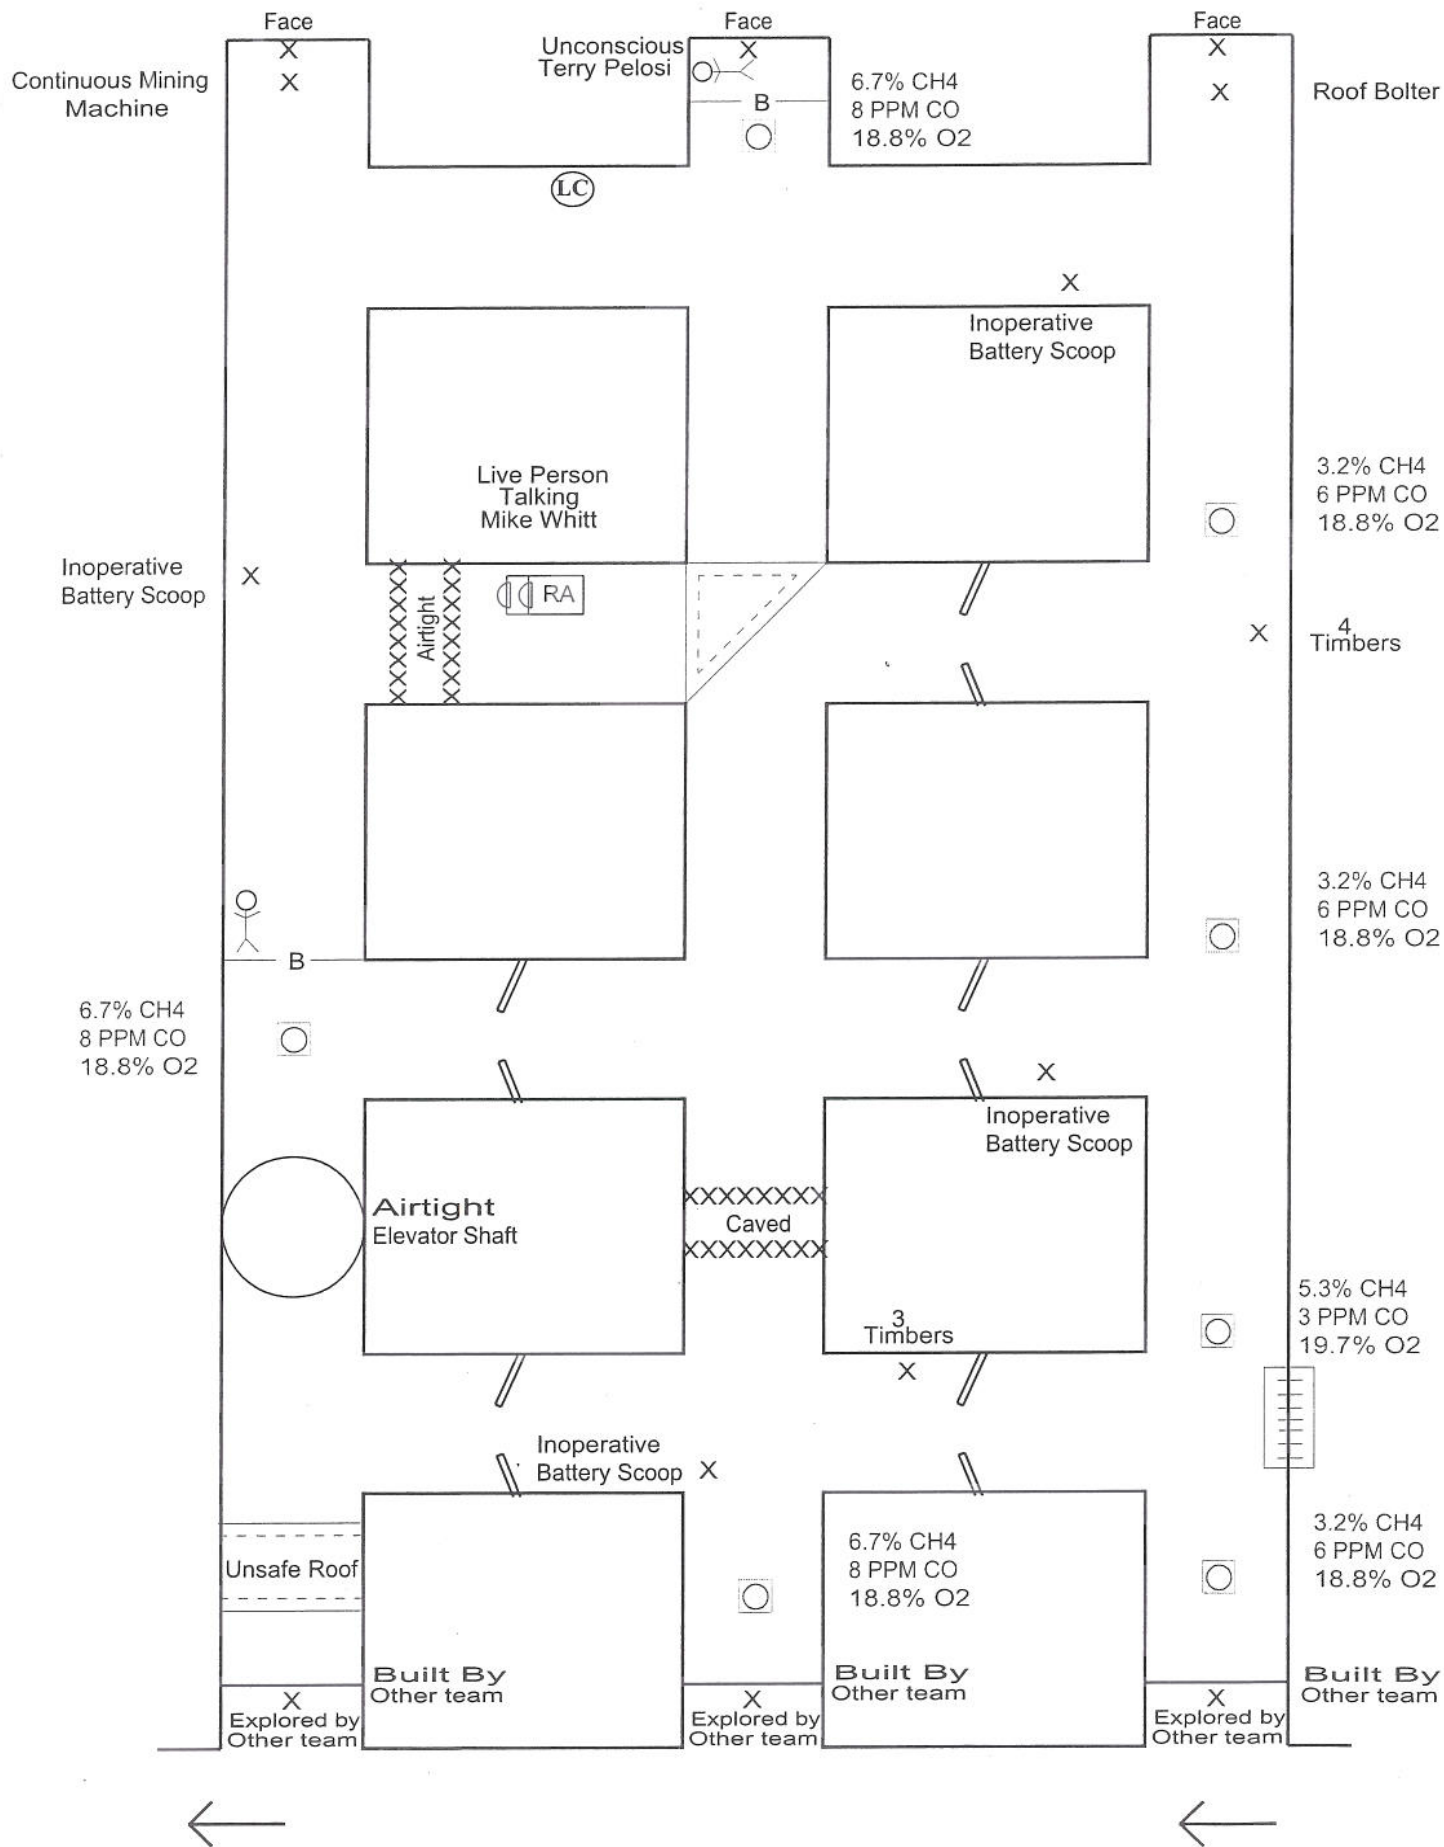 Face
Face
Face
X
X
X
Continuous Mining
Machine
X
Unconscious
Terry Pelosi
B
6.7% CH4
8 PPM CO
18.8% O2
X
Roof Bolter
LC
X
Inoperative
Battery Scoop
Live Person
Talking
Mike Whitt
3.2% CH4
6 PPM CO
18.8% O2
Inoperative
Battery Scoop
X
XXXXXXXX
Airtight
XXXXXXXX
RA
X
4
Timbers
3.2% CH4
6 PPM CO
18.8% O2
B
6.7% CH4
8 PPM CO
18.8% O2
X
Inoperative
Battery Scoop
Airtight
Elevator Shaft
XXXXXXXX
Caved
XXXXXXXX
5.3% CH4
3 PPM CO
19.7% O2
3
Timbers
X
Inoperative
Battery Scoop X
Unsafe Roof
6.7% CH4
8 PPM CO
18.8% O2
3.2% CH4
6 PPM CO
18.8% O2
Built By
Other team
Built By
Other team
Built By
Other team
X
Explored by
Other team
X
Explored by
Other team
X
Explored by
Other team